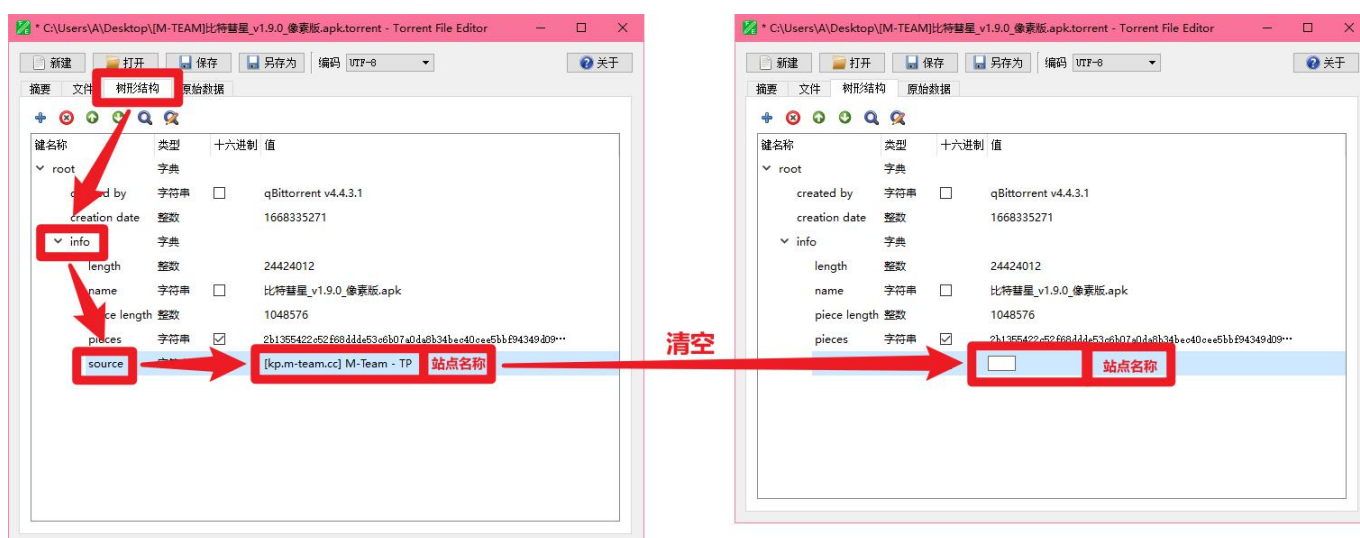 * C:\Users\A\Desktop\[M-TEAM]比特彗星_v1.9.0_像素版.apk.torrent - Torrent File Editor
新建 打开 保存 另存为 编码 UTF-8 关于
摘要 文件 树形结构 原始数据
键名称 类型 十六进制 值
root 字典
created by 字符串 qBittorrent v4.4.3.1
creation date 整数 1668335271
info 字典
length 整数 24424012
name 字符串 比特彗星_v1.9.0_像素版.apk
piece length 整数 1048576
pieces 字符串 2b1355422c52f68ddde53c6b07a0da8b34bec40cee5bbf94349d09…
source [kp.m-team.cc] M-Team - TP 站点名称
清空
* C:\Users\A\Desktop\[M-TEAM]比特彗星_v1.9.0_像素版.apk.torrent - Torrent File Editor
新建 打开 保存 另存为 编码 UTF-8 关于
摘要 文件 树形结构 原始数据
键名称 类型 十六进制 值
root 字典
created by 字符串 qBittorrent v4.4.3.1
creation date 整数 1668335271
info 字典
length 整数 24424012
name 字符串 比特彗星_v1.9.0_像素版.apk
piece length 整数 1048576
pieces 字符串 2b1355422c52f68ddde53c6b07a0da8b34bec40cee5bbf94349d09…
站点名称